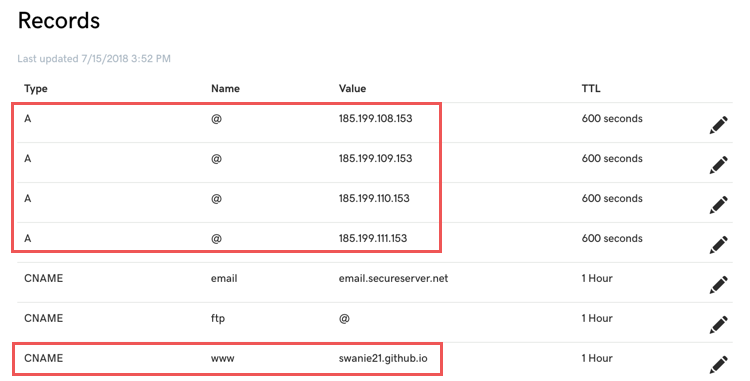 Records
Last updated 7/15/2018 3:52 PM
Type Name Value TTL
A @ 185.199.108.153 600 seconds
A @ 185.199.109.153 600 seconds
A @ 185.199.110.153 600 seconds
A @ 185.199.111.153 600 seconds
CNAME email email.secureserver.net 1 Hour
CNAME ftp @ 1 Hour
CNAME www swanie21.github.io 1 Hour